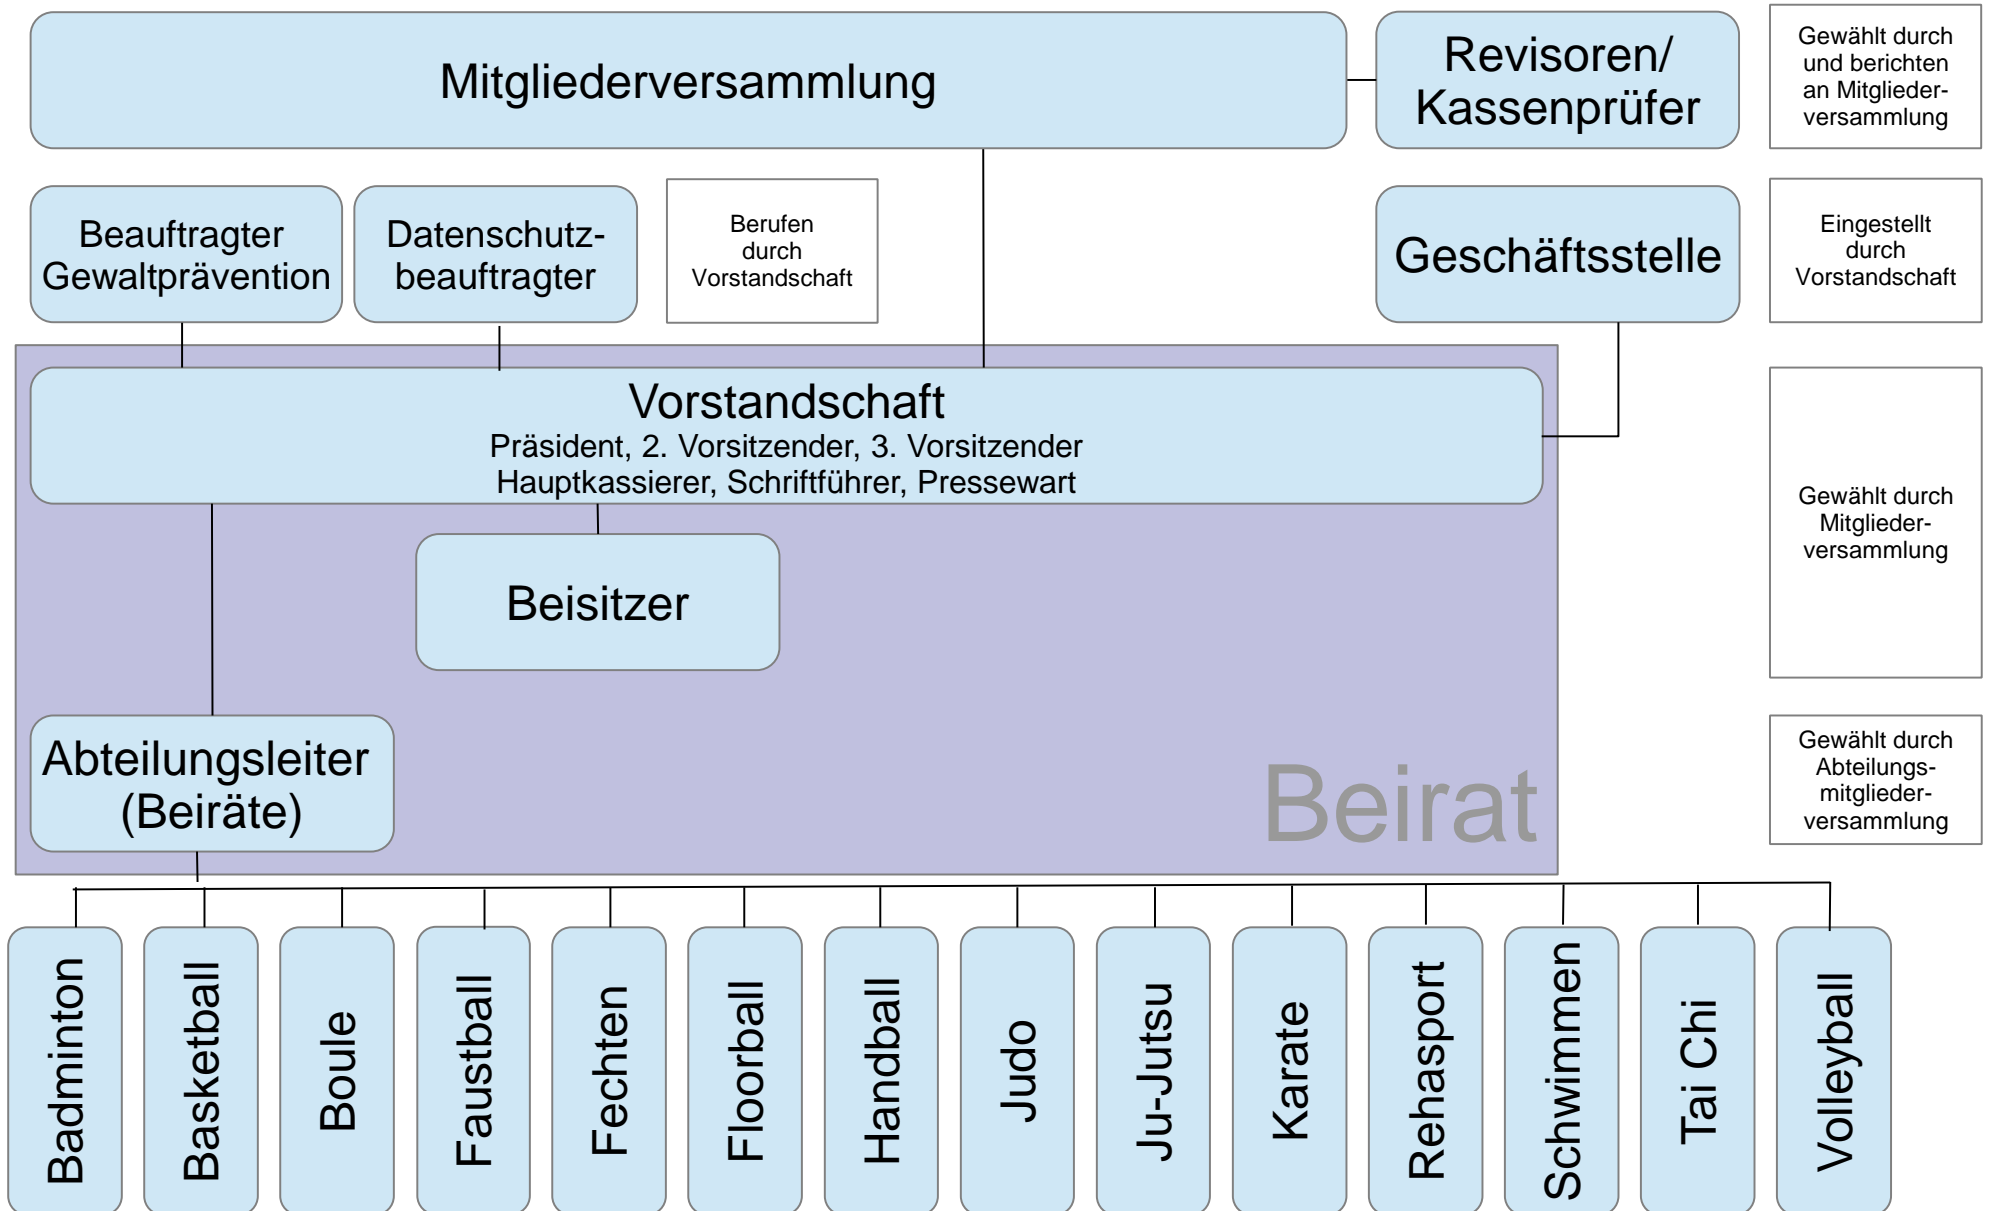 Mitgliederversammlung
Revisoren/
Kassenprüfer
Gewählt durch
und berichten
an Mitglieder-
versammlung
Beauftragter
Gewaltprävention
Datenschutz-
beauftragter
Berufen
durch
Vorstandschaft
Geschäftsstelle
Eingestellt
durch
Vorstandschaft
Vorstandschaft
Präsident, 2. Vorsitzender, 3. Vorsitzender
Hauptkassierer, Schriftführer, Pressewart
Gewählt durch
Mitglieder-
versammlung
Beisitzer
Abteilungsleiter
(Beiräte)
Beirat
Gewählt durch
Abteilungs-
mitglieder-
versammlung
Badminton
Basketball
Boule
Faustball
Fechten
Floorball
Handball
Judo
Ju-Jutsu
Karate
Rehasport
Schwimmen
Tai Chi
Volleyball